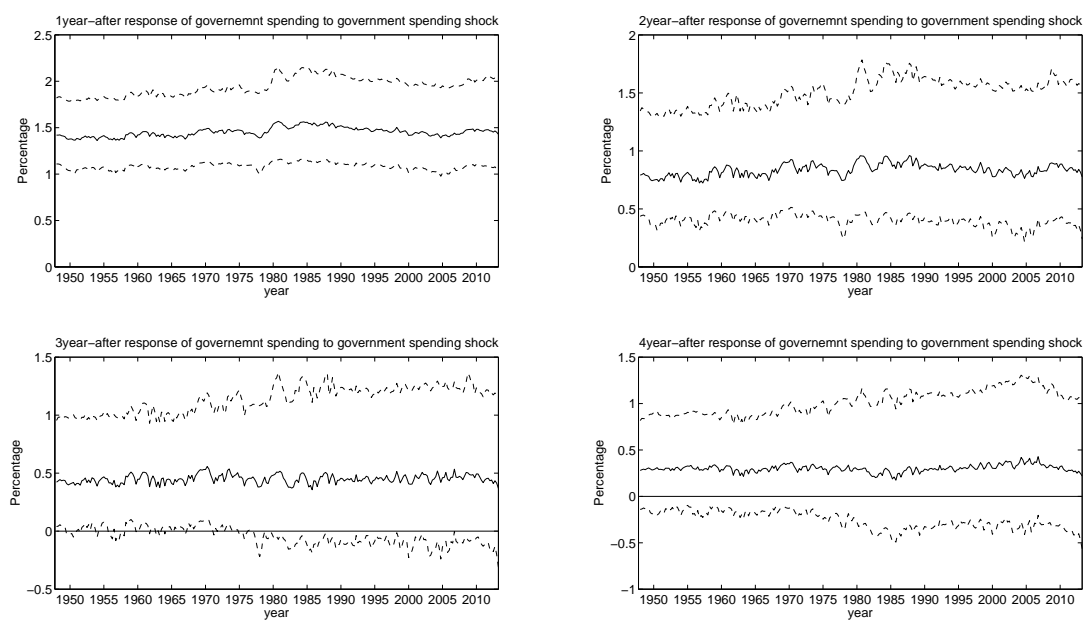 1year−after response of governemnt spending to government spending shock
2.5
2
1.5
1
0.5
0
Percentage
1950 1955 1960 1965 1970 1975 1980 1985 1990 1995 2000 2005 2010
year
2year−after response of governemnt spending to government spending shock
2
1.5
1
0.5
0
Percentage
1950 1955 1960 1965 1970 1975 1980 1985 1990 1995 2000 2005 2010
year
3year−after response of governemnt spending to government spending shock
1.5
1
0.5
0
−0.5
Percentage
1950 1955 1960 1965 1970 1975 1980 1985 1990 1995 2000 2005 2010
year
4year−after response of governemnt spending to government spending shock
1.5
1
0.5
0
−0.5
−1
Percentage
1950 1955 1960 1965 1970 1975 1980 1985 1990 1995 2000 2005 2010
year